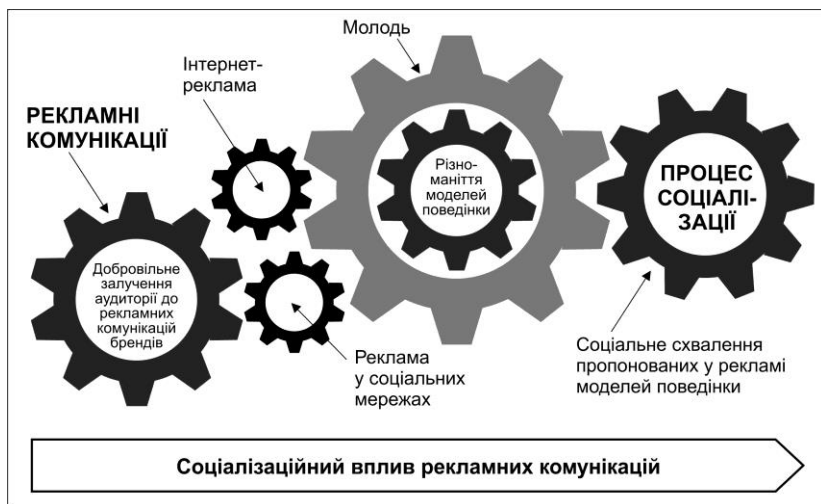 Молодь
Інтернет-
реклама
РЕКЛАМНІ
КОМУНІКАЦІЇ
Добровільне
залучення
аудиторії до
рекламних
комунікацій
брендів
Різно-
маніття
моделей
поведінки
ПРОЦЕС
СОЦІАЛІ-
ЗАЦІЇ
Реклама
у соціальних
мережах
Соціальне схвалення
пропонованих у рекламі
моделей поведінки
Соціалізаційний вплив рекламних комунікацій